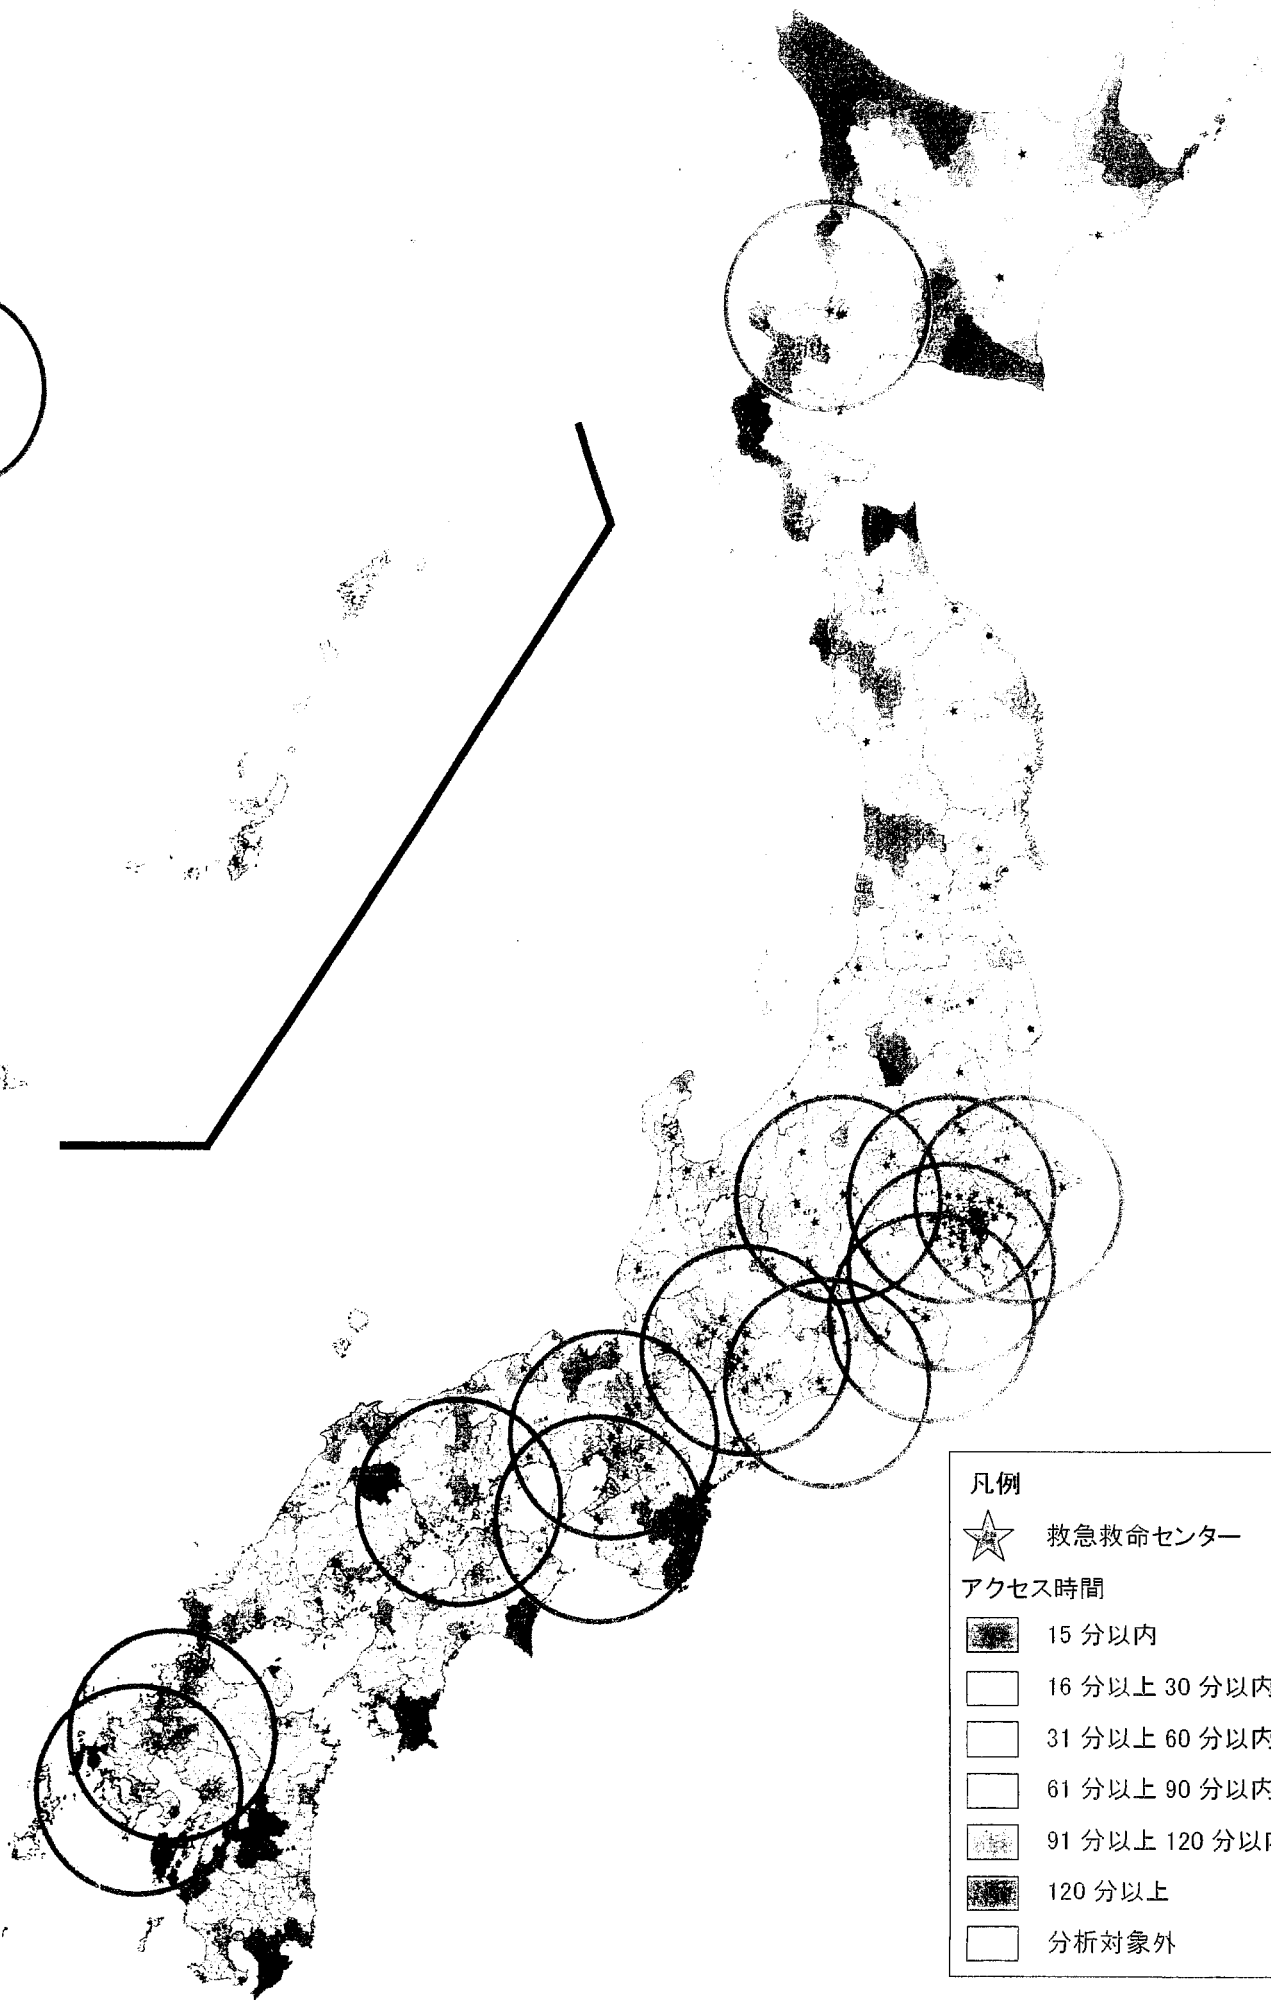 凡例
救急救命センター
アクセス時間
15 分以内
16 分以上 30 分以内
31 分以上 60 分以内
61 分以上 90 分以内
91 分以上 120 分以内
120 分以上
分析対象外